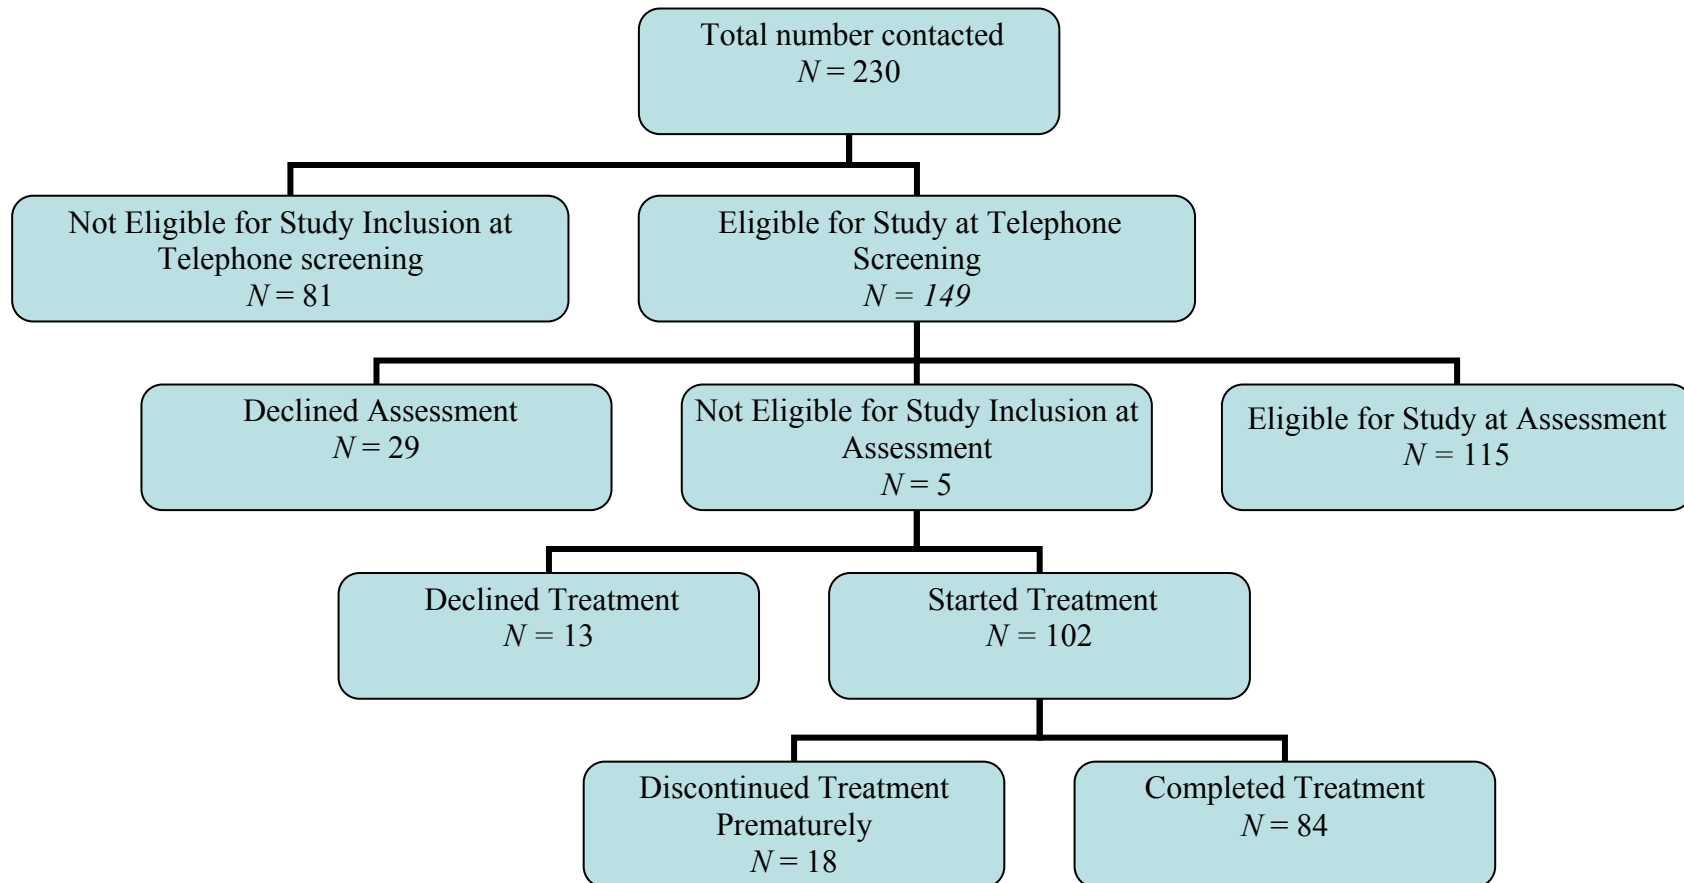 Total number contacted
N = 230
Not Eligible for Study Inclusion at
Telephone screening
N = 81
Eligible for Study at Telephone
Screening
N = 149
Declined Assessment
N = 29
Not Eligible for Study Inclusion at
Assessment
N = 5
Eligible for Study at Assessment
N = 115
Declined Treatment
N = 13
Started Treatment
N = 102
Discontinued Treatment
Prematurely
N = 18
Completed Treatment
N = 84